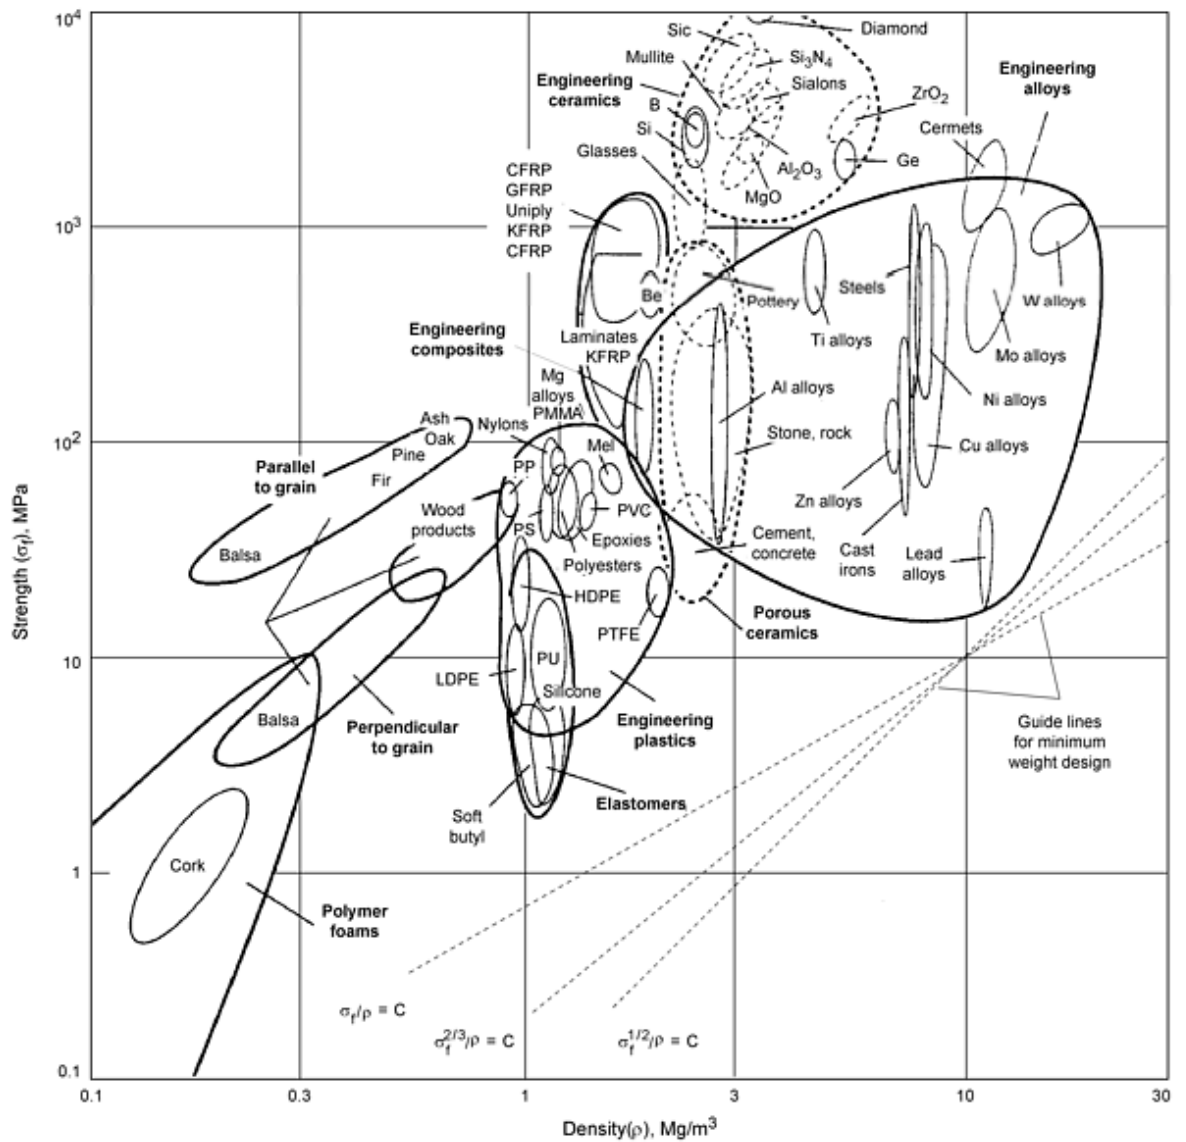 10⁴
10³
10²
10
1
0.1
Strength (σf), MPa
0.1
0.3
1
3
10
30
Density(ρ), Mg/m³
Sic
Diamond
Mullite
Si₃N₄
Sialons
Engineering
ceramics
B
Si
Glasses
ZrO₂
Cermets
Engineering
alloys
Al₂O₃
Ge
MgO
CFRP
GFRP
Uniply
KFRP
CFRP
Be
Pottery
Steels
Ti alloys
W alloys
Mo alloys
Engineering
composites
Laminates
KFRP
Mg
alloys
PMMA
Al alloys
Ni alloys
Ash
Oak
Pine
Fir
Nylons
Mel
Stone, rock
Cu alloys
Parallel
to grain
PP
Zn alloys
Wood
products
PS
PVC
Epoxies
Cement,
concrete
Cast
irons
Lead
alloys
Balsa
Polyesters
HDPE
PTFE
Porous
ceramics
LDPE
PU
Silcone
Balsa
Perpendicular
to grain
Engineering
plastics
Guide lines
for minimum
weight design
Soft
butyl
Elastomers
Cork
Polymer
foams
σf/ρ = C
σf^2/3/ρ = C
σf^1/2/ρ = C